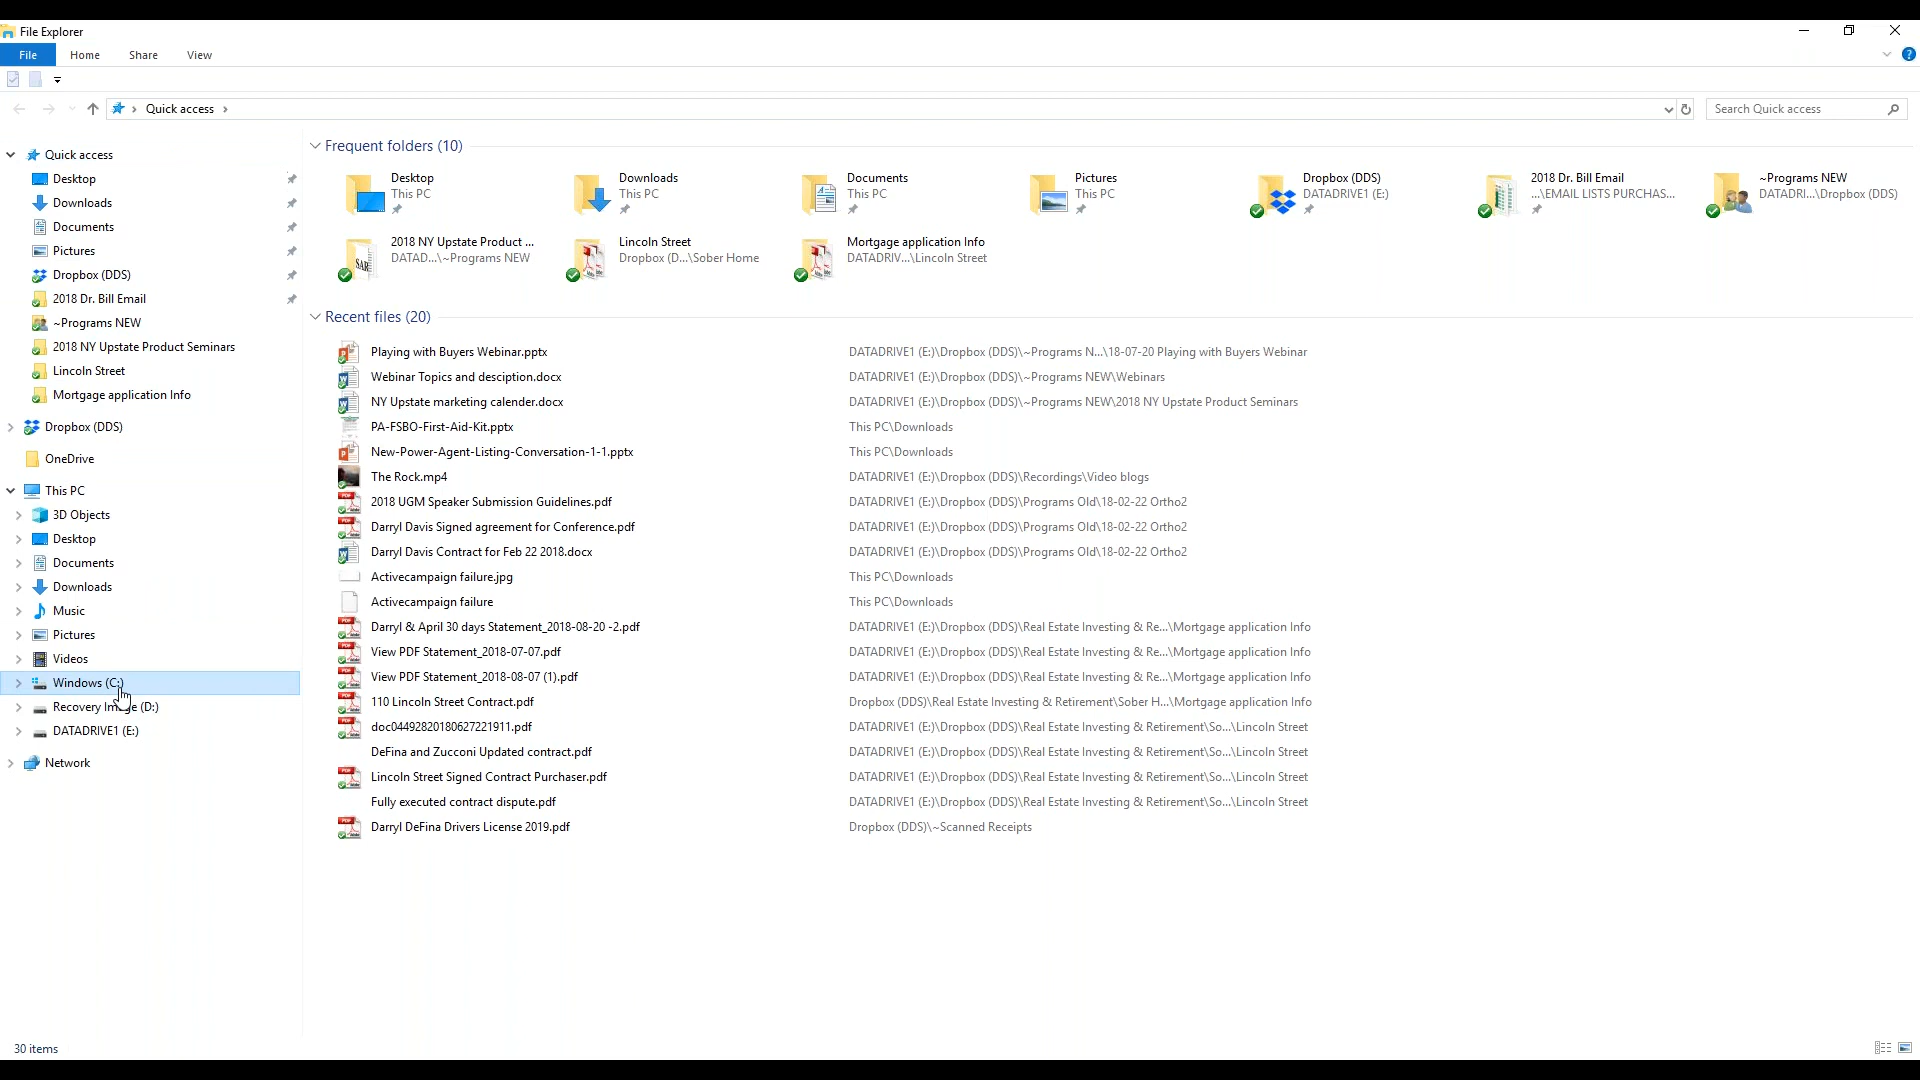 File Explorer
File Home Share View
Quick access
Search Quick access
Quick access
Desktop
Downloads
Documents
Pictures
Dropbox (DDS)
2018 Dr. Bill Email
~Programs NEW
2018 NY Upstate Product Seminars
Lincoln Street
Mortgage application Info
Dropbox (DDS)
OneDrive
This PC
3D Objects
Desktop
Documents
Downloads
Music
Pictures
Videos
Windows (C:)
Recovery Im e (D:)
DATADRIVE1 (E:)
Network
Frequent folders (10)
Desktop
This PC
Downloads
This PC
Documents
This PC
Pictures
This PC
Dropbox (DDS)
DATADRIVE1 (E:)
2018 Dr. Bill Email
...\EMAIL LISTS PURCHAS...
~Programs NEW
DATADRI...\Dropbox (DDS)
2018 NY Upstate Product ...
DATAD...\~Programs NEW
Lincoln Street
Dropbox (D...\Sober Home
Mortgage application Info
DATADRIV...\Lincoln Street
Recent files (20)
Playing with Buyers Webinar.pptx DATADRIVE1 (E:)\Dropbox (DDS)\~Programs N...\18-07-20 Playing with Buyers Webinar
Webinar Topics and desciption.docx DATADRIVE1 (E:)\Dropbox (DDS)\~Programs NEW\Webinars
NY Upstate marketing calender.docx DATADRIVE1 (E:)\Dropbox (DDS)\~Programs NEW\2018 NY Upstate Product Seminars
PA-FSBO-First-Aid-Kit.pptx This PC\Downloads
New-Power-Agent-Listing-Conversation-1-1.pptx This PC\Downloads
The Rock.mp4 DATADRIVE1 (E:)\Dropbox (DDS)\Recordings\Video blogs
2018 UGM Speaker Submission Guidelines.pdf DATADRIVE1 (E:)\Dropbox (DDS)\Programs Old\18-02-22 Ortho2
Darryl Davis Signed agreement for Conference.pdf DATADRIVE1 (E:)\Dropbox (DDS)\Programs Old\18-02-22 Ortho2
Darryl Davis Contract for Feb 22 2018.docx DATADRIVE1 (E:)\Dropbox (DDS)\Programs Old\18-02-22 Ortho2
Activecampaign failure.jpg This PC\Downloads
Activecampaign failure This PC\Downloads
Darryl & April 30 days Statement_2018-08-20 -2.pdf DATADRIVE1 (E:)\Dropbox (DDS)\Real Estate Investing & Re...\Mortgage application Info
View PDF Statement_2018-07-07.pdf DATADRIVE1 (E:)\Dropbox (DDS)\Real Estate Investing & Re...\Mortgage application Info
View PDF Statement_2018-08-07 (1).pdf DATADRIVE1 (E:)\Dropbox (DDS)\Real Estate Investing & Re...\Mortgage application Info
110 Lincoln Street Contract.pdf Dropbox (DDS)\Real Estate Investing & Retirement\Sober H...\Mortgage application Info
doc04492820180627221911.pdf DATADRIVE1 (E:)\Dropbox (DDS)\Real Estate Investing & Retirement\So...\Lincoln Street
DeFina and Zucconi Updated contract.pdf DATADRIVE1 (E:)\Dropbox (DDS)\Real Estate Investing & Retirement\So...\Lincoln Street
Lincoln Street Signed Contract Purchaser.pdf DATADRIVE1 (E:)\Dropbox (DDS)\Real Estate Investing & Retirement\So...\Lincoln Street
Fully executed contract dispute.pdf DATADRIVE1 (E:)\Dropbox (DDS)\Real Estate Investing & Retirement\So...\Lincoln Street
Darryl DeFina Drivers License 2019.pdf Dropbox (DDS)\~Scanned Receipts
30 items